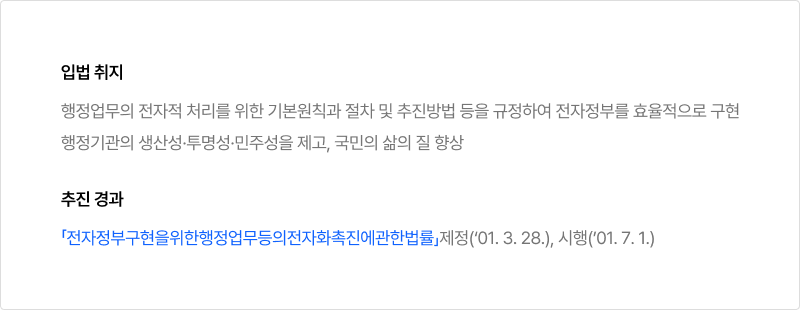 입법 취지
행정업무의 전자적 처리를 위한 기본원칙과 절차 및 추진방법 등을 규정하여 전자정부를 효율적으로 구현
행정기관의 생산성·투명성·민주성을 제고, 국민의 삶의 질 향상
추진 경과
「전자정부구현을위한행정업무등의전자화촉진에관한법률」제정(‘01. 3. 28.), 시행(’01. 7. 1.)